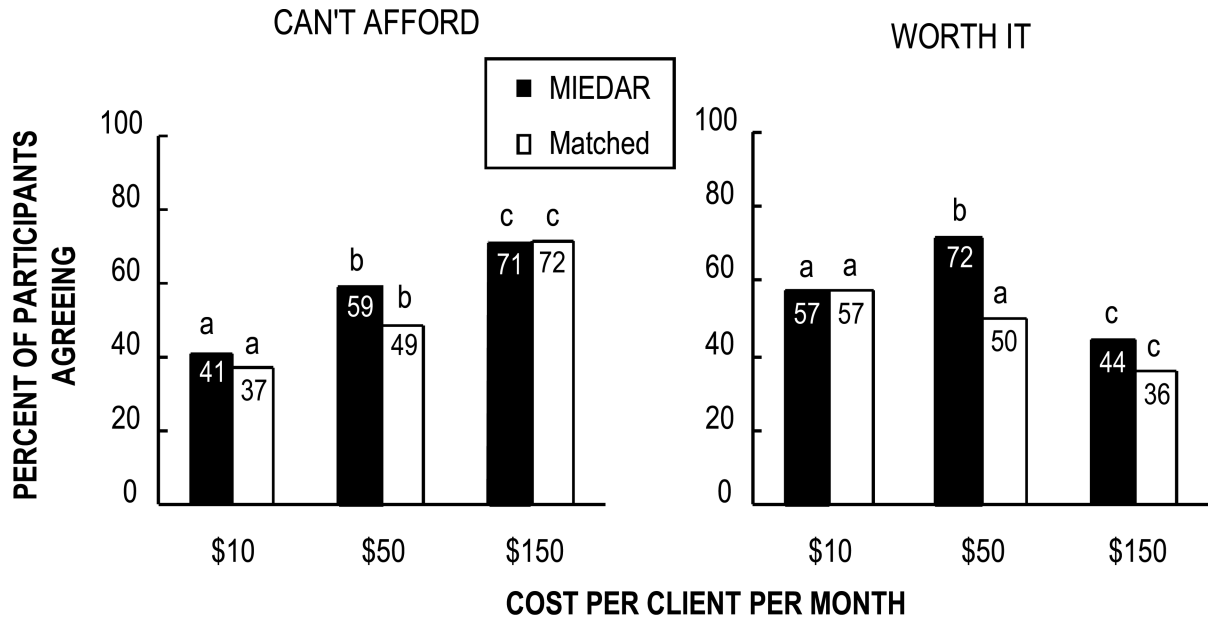 CAN'T AFFORD
WORTH IT
MIEDAR
Matched
PERCENT OF PARTICIPANTS
AGREEING
100
80
60
40
20
0
a
a
b
b
c
c
41
37
59
49
71
72
$10
$50
$150
100
80
60
40
20
0
a
a
b
a
c
c
57
57
72
50
44
36
$10
$50
$150
COST PER CLIENT PER MONTH